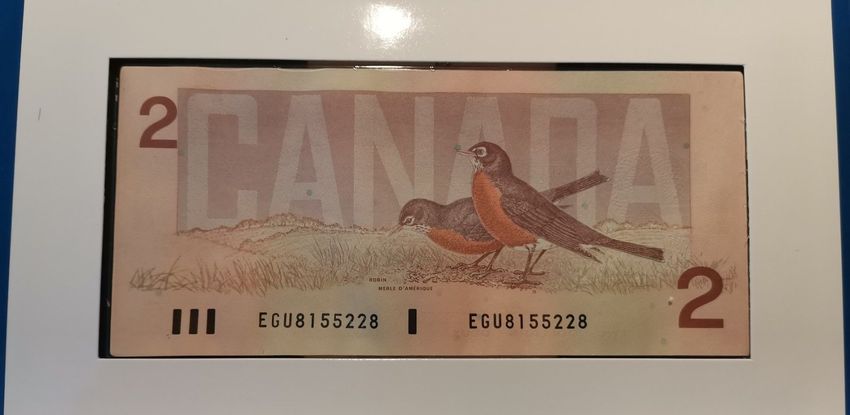 2
CANADA
ROBIN
MERLE D'AMÉRIQUE
2
EGU8155228 EGU8155228